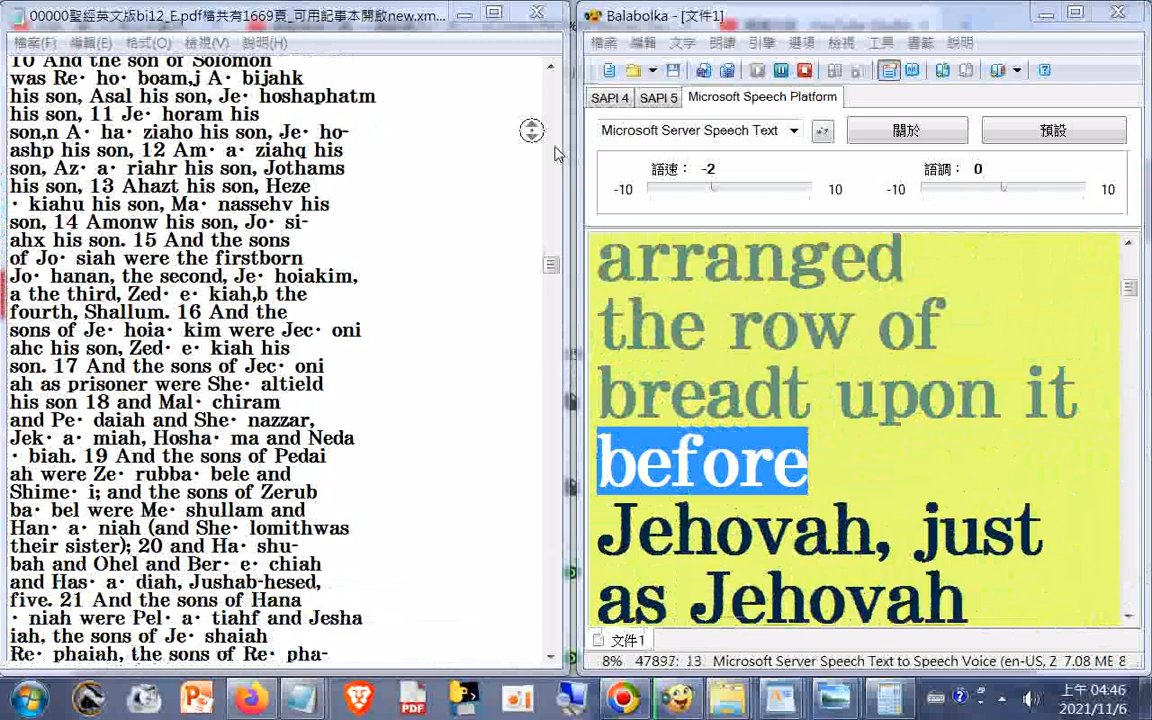 00000聖經英文版bi12_E.pdf檔共有1669頁_可用記事本開啟new.xm...
檔案(F) 編輯(E) 格式(O) 檢視(V) 說明(H)
10 And the son of Solomon
was Re· ho· boam,j A· bijahk
his son, Asal his son, Je· hoshaphatm
his son, 11 Je· horam his
son,n A· ha· ziaho his son, Je· ho-
ashp his son, 12 Am· a· ziahq his
son, Az· a· riahr his son, Jothams
his son, 13 Ahazt his son, Heze
· kiahu his son, Ma· nassehv his
son, 14 Amonw his son, Jo· si-
ahx his son. 15 And the sons
of Jo· siah were the firstborn
Jo· hanan, the second, Je· hoiakim,
a the third, Zed· e· kiah,b the
fourth, Shallum. 16 And the
sons of Je· hoia· kim were Jec· oni
ahc his son, Zed· e· kiah his
son. 17 And the sons of Jec· oni
ah as prisoner were She· altield
his son 18 and Mal· chiram
and Pe· daiah and She· nazzar,
Jek· a· miah, Hosha· ma and Neda
· biah. 19 And the sons of Pedai
ah were Ze· rubba· bele and
Shime· i; and the sons of Zerub
ba· bel were Me· shullam and
Han· a· niah (and She· lomithwas
their sister); 20 and Ha· shu-
bah and Ohel and Ber· e· chiah
and Has· a· diah, Jushab-hesed,
five. 21 And the sons of Hana
· niah were Pel· a· tiahf and Jesha
iah, the sons of Je· shaiah
Re· phaiah, the sons of Re· pha-
Balabolka - [文件1]
檔案 編輯 文字 朗讀 引擎 選項 檢視 工具 書籤 說明
SAPI 4 SAPI 5 Microsoft Speech Platform
Microsoft Server Speech Text 關於 預設
語速： -2 語調： 0
-10 10 -10 10
arranged
the row of
breadt upon it
before
Jehovah, just
as Jehovah
文件1
8% 47897: 13 Microsoft Server Speech Text to Speech Voice (en-US, 2 7.08 MB 8
上午 04:46
2021/11/6